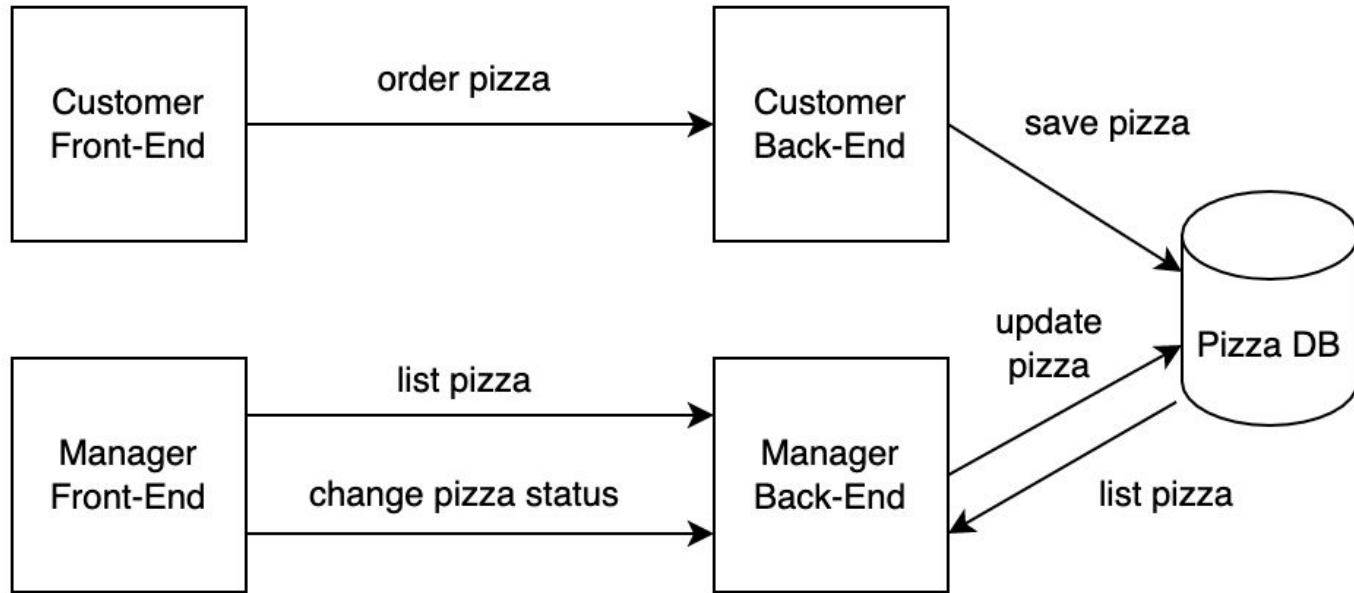 Customer
Front-End
order pizza
Customer
Back-End
save pizza
Manager
Front-End
list pizza
change pizza status
Manager
Back-End
update
pizza
list pizza
Pizza DB